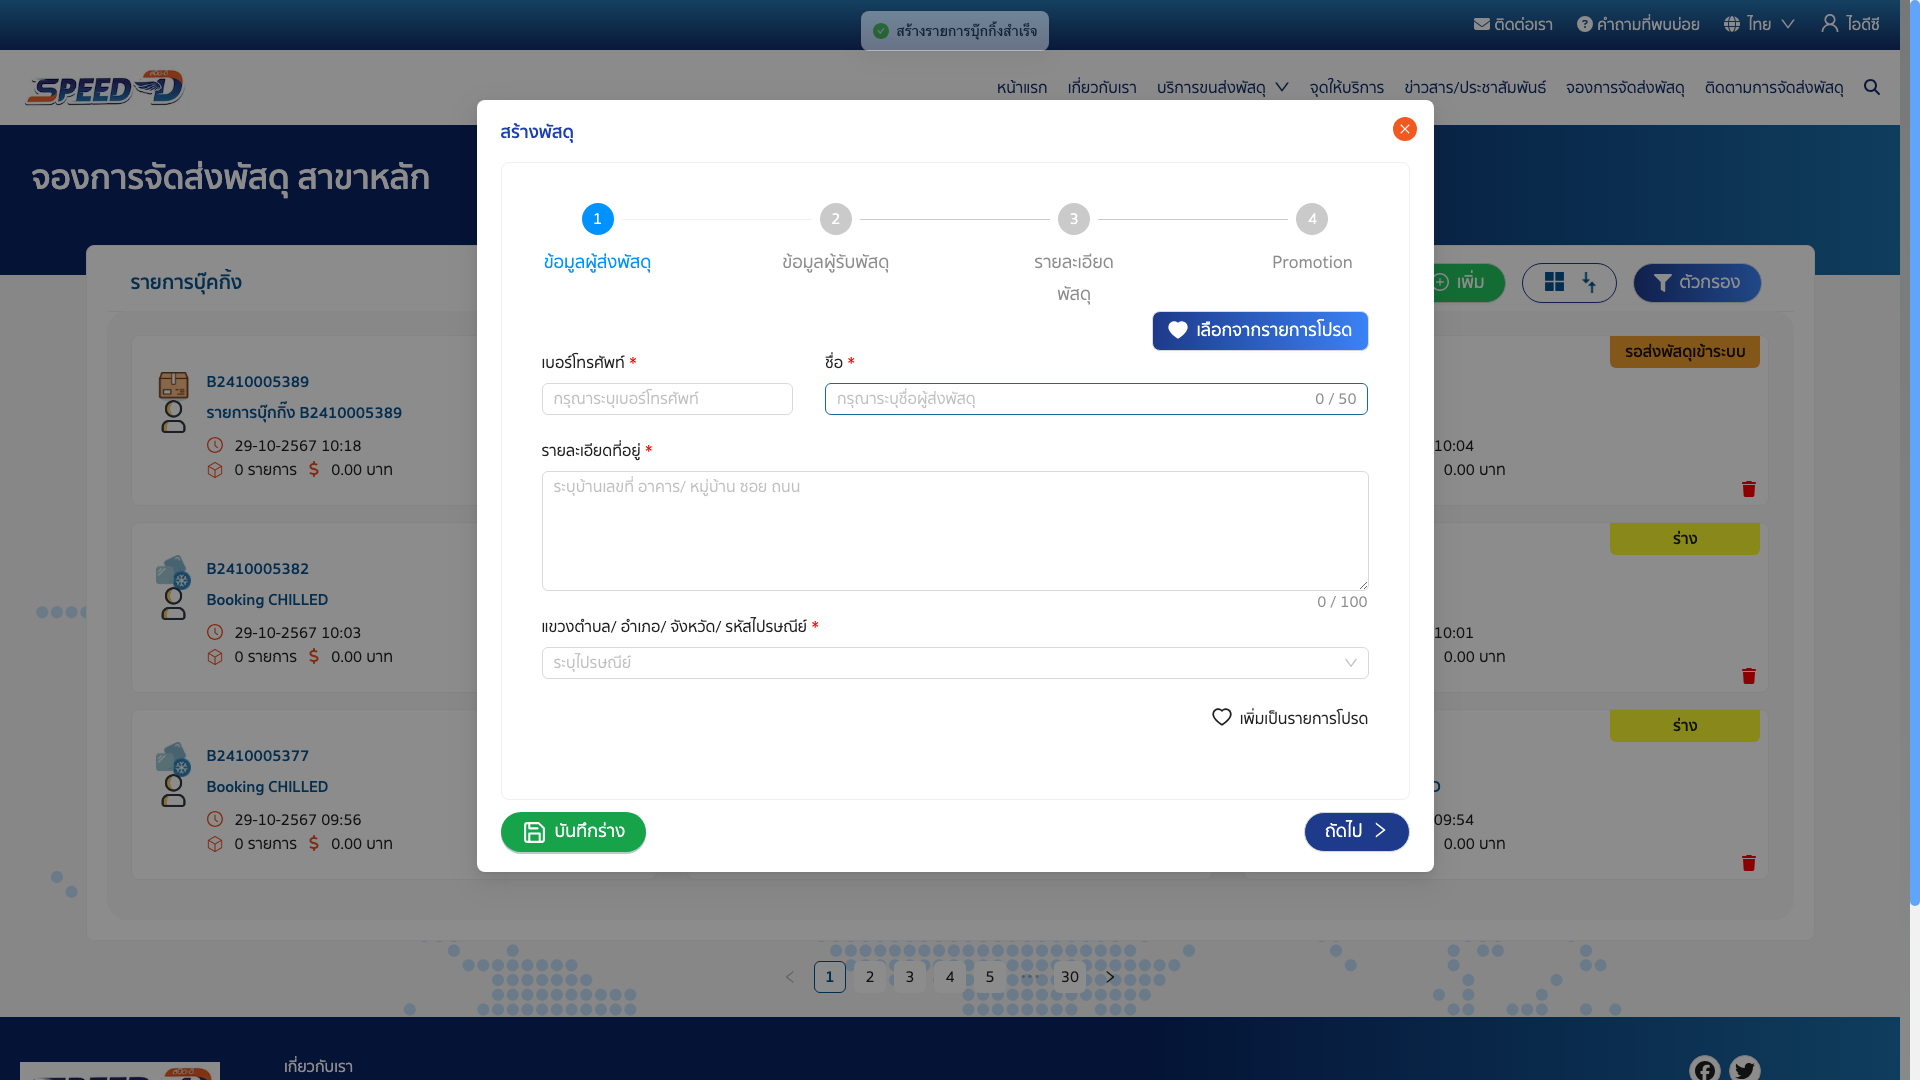 สร้างรายการบุ๊กกิ้งสำเร็จ
ติดต่อเรา
คำถามที่พบบ่อย
ไทย
ไอดีซี
SPEED-D
หน้าแรก
เกี่ยวกับเรา
บริการขนส่งพัสดุ
จุดให้บริการ
ข่าวสาร/ประชาสัมพันธ์
จองการจัดส่งพัสดุ
ติดตามการจัดส่งพัสดุ
จองการจัดส่งพัสดุ สาขาหลัก
สร้างพัสดุ
1
2
3
4
ข้อมูลผู้ส่งพัสดุ
ข้อมูลผู้รับพัสดุ
รายละเอียด
พัสดุ
Promotion
เลือกจากรายการโปรด
เบอร์โทรศัพท์ *
ชื่อ *
กรุณาระบุเบอร์โทรศัพท์
กรุณาระบุชื่อผู้ส่งพัสดุ
0 / 50
รายละเอียดที่อยู่ *
ระบุบ้านเลขที่ อาคาร/ หมู่บ้าน ซอย ถนน
0 / 100
แขวงตำบล/ อำเภอ/ จังหวัด/ รหัสไปรษณีย์ *
ระบุไปรษณีย์
เพิ่มเป็นรายการโปรด
บันทึกร่าง
ถัดไป
รายการบุ๊คกิ้ง
เพิ่ม
ตัวกรอง
B2410005389
รายการบุ๊กกิ๊ง B2410005389
29-10-2567 10:18
0 รายการ $ 0.00 บาท
รอส่งพัสดุเข้าระบบ
10:04
0.00 บาท
B2410005382
Booking CHILLED
29-10-2567 10:03
0 รายการ $ 0.00 บาท
ร่าง
10:01
0.00 บาท
B2410005377
Booking CHILLED
29-10-2567 09:56
0 รายการ $ 0.00 บาท
ร่าง
D
09:54
0.00 บาท
1
2
3
4
5
•••
30
SPEED-D
เกี่ยวกับเรา